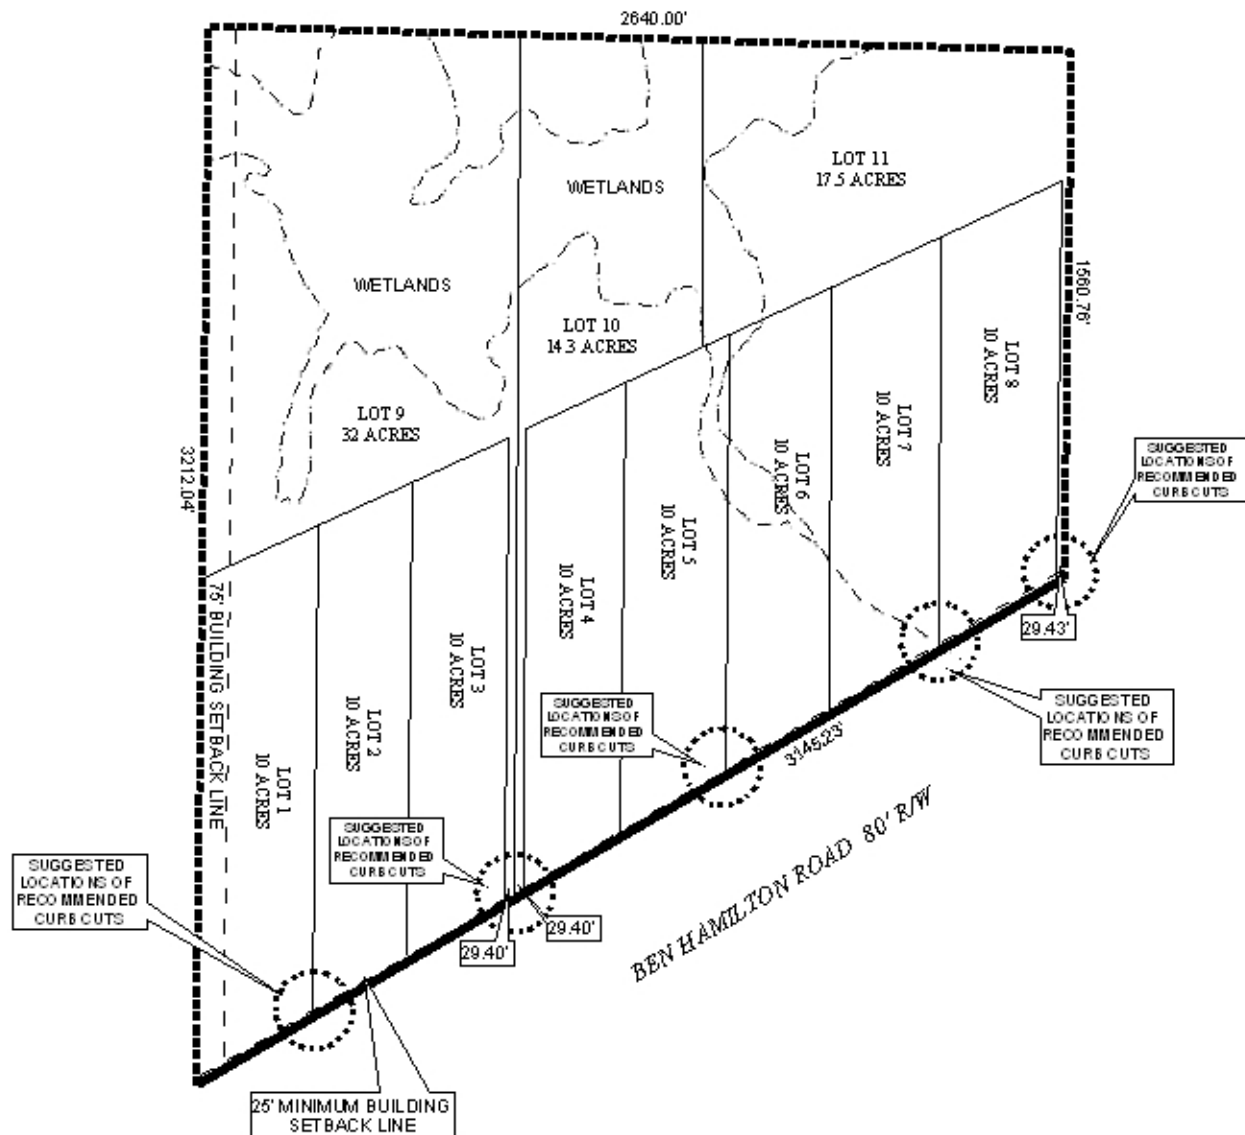 2640.00'
LOT 11
17.5 ACRES
WETLANDS
WETLANDS
1560.76'
LOT 10
14.3 ACRES
LOT 9
32 ACRES
3212.04'
LOT 8
10 ACRES
LOT 7
10 ACRES
LOT 6
10 ACRES
LOT 5
10 ACRES
LOT 4
10 ACRES
LOT 3
10 ACRES
LOT 2
10 ACRES
LOT 1
10 ACRES
75' BUILDING SETBACK LINE
SUGGESTED
LOCATIONS OF
RECOMMENDED
CURB CUTS
29.43'
SUGGESTED
LOCATIONS OF
RECOMMENDED
CURB CUTS
SUGGESTED
LOCATIONS OF
RECOMMENDED
CURB CUTS
3145.23'
BEN HAMILTON ROAD 80' R/W
SUGGESTED
LOCATIONS OF
RECOMMENDED
CURB CUTS
29.40'
29.40'
SUGGESTED
LOCATIONS OF
RECOMMENDED
CURB CUTS
25' MINIMUM BUILDING
SETBACK LINE